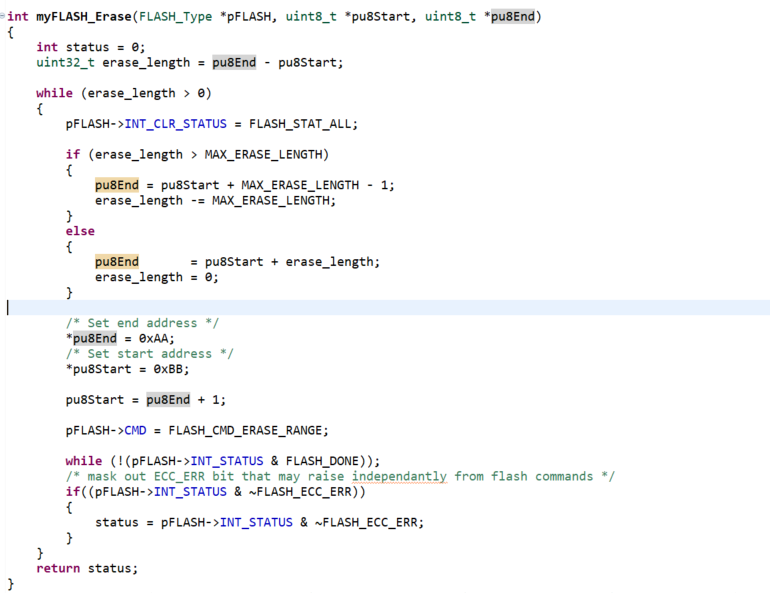 int myFLASH_Erase(FLASH_Type *pFLASH, uint8_t *pu8Start, uint8_t *pu8End)
{
    int status = 0;
    uint32_t erase_length = pu8End - pu8Start;

    while (erase_length > 0)
    {
        pFLASH->INT_CLR_STATUS = FLASH_STAT_ALL;

        if (erase_length > MAX_ERASE_LENGTH)
        {
            pu8End = pu8Start + MAX_ERASE_LENGTH - 1;
            erase_length -= MAX_ERASE_LENGTH;
        }
        else
        {
            pu8End       = pu8Start + erase_length;
            erase_length = 0;
        }

        /* Set end address */
        *pu8End = 0xAA;
        /* Set start address */
        *pu8Start = 0xBB;

        pu8Start = pu8End + 1;

        pFLASH->CMD = FLASH_CMD_ERASE_RANGE;

        while (!(pFLASH->INT_STATUS & FLASH_DONE));
        /* mask out ECC_ERR bit that may raise independantly from flash commands */
        if((pFLASH->INT_STATUS & ~FLASH_ECC_ERR))
        {
            status = pFLASH->INT_STATUS & ~FLASH_ECC_ERR;
        }
    }
    return status;
}